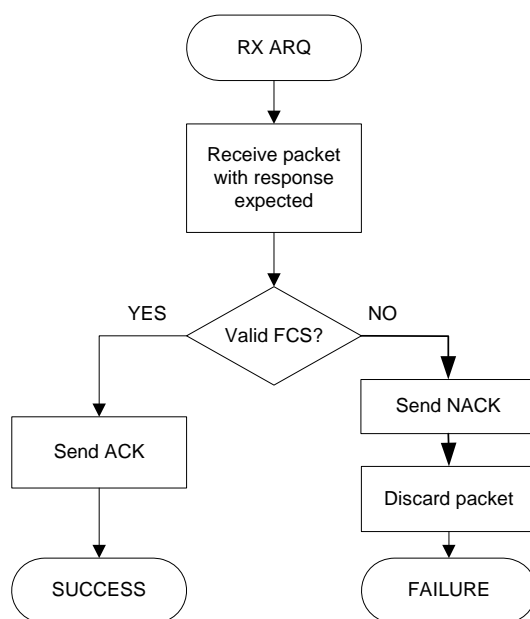 RX ARQ
Receive packet
with response
expected
YES
NO
Valid FCS?
Send NACK
Send ACK
Discard packet
SUCCESS
FAILURE